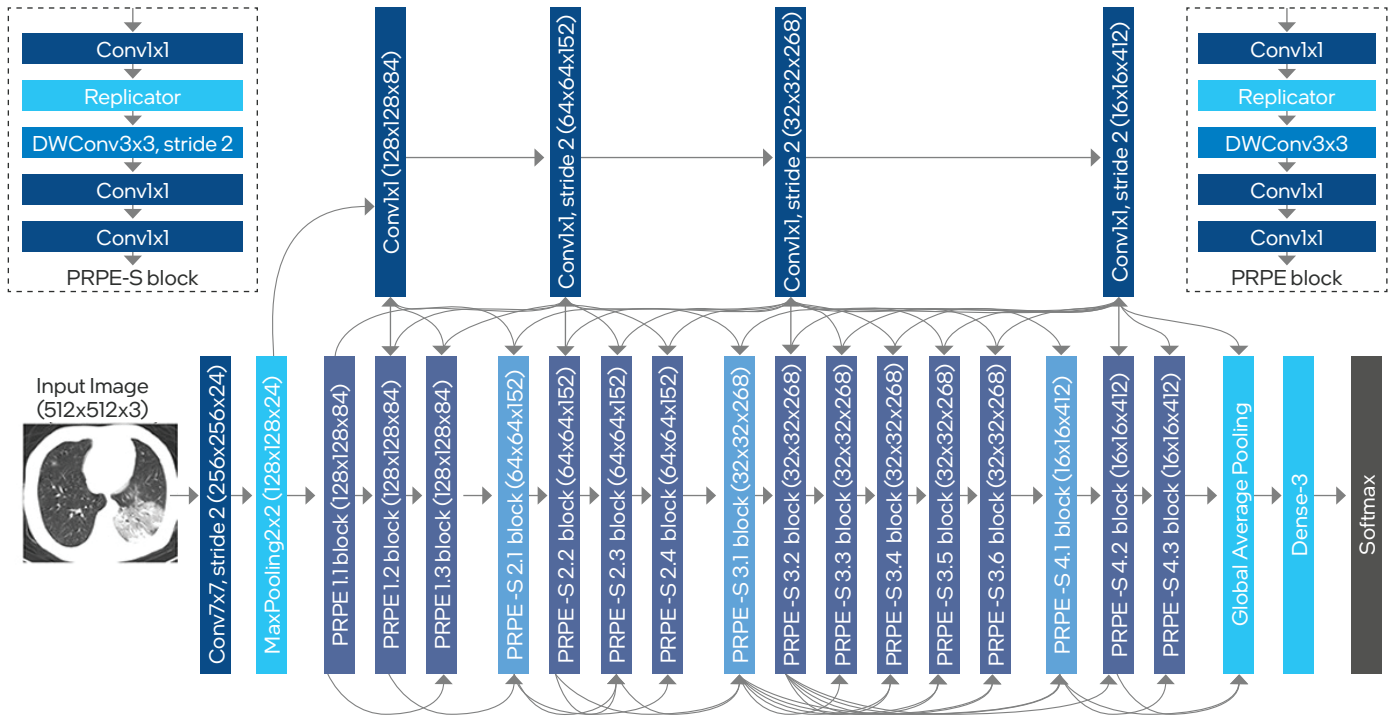 Conv1x1
Replicator
DWConv3x3, stride 2
Conv1x1
Conv1x1
PRPE-S block
Conv1x1 (128x128x84)
Conv1x1, stride 2 (64x64x152)
Conv1x1, stride 2 (32x32x268)
Conv1x1, stride 2 (16x16x412)
Conv1x1
Replicator
DWConv3x3
Conv1x1
Conv1x1
PRPE block
Input Image
(512x512x3)
Conv7x7, stride 2 (256x256x24)
MaxPooling2x2 (128x128x24)
PRPE 1.1 block (128x128x84)
PRPE 1.2 block (128x128x84)
PRPE 1.3 block (128x128x84)
PRPE-S 2.1 block (64x64x152)
PRPE -S 2.2 block (64x64x152)
PRPE -S 2.3 block (64x64x152)
PRPE -S 2.4 block (64x64x152)
PRPE -S 3.1 block (32x32x268)
PRPE -S 3.2 block (32x32x268)
PRPE -S 3.3 block (32x32x268)
PRPE -S 3.4 block (32x32x268)
PRPE -S 3.5 block (32x32x268)
PRPE -S 3.6 block (32x32x268)
PRPE -S 4.1 block (16x16x412)
PRPE -S 4.2 block (16x16x412)
PRPE -S 4.3 block (16x16x412)
Global Average Pooling
Dense-3
Softmax